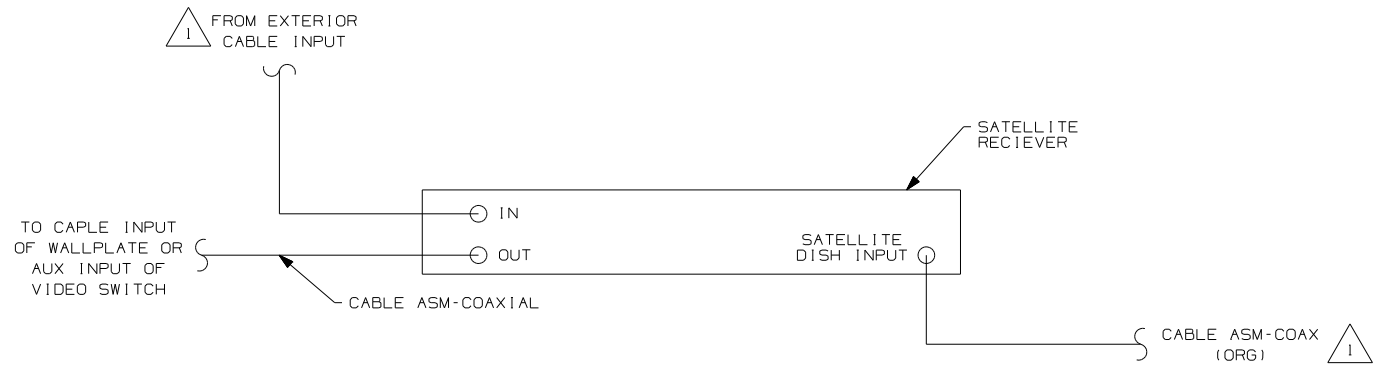 1
FROM EXTERIOR
CABLE INPUT
SATELLITE
RECIEVER
IN
TO CAPLE INPUT
OF WALLPLATE OR
AUX INPUT OF
VIDEO SWITCH
OUT
SATELLITE
DISH INPUT
CABLE ASM-COAXIAL
CABLE ASM-COAX
(ORG)
1